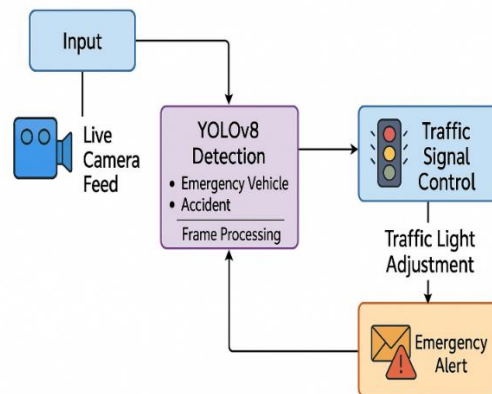 Input
Live
Camera
Feed
YOLOv8
Detection
• Emergency Vehicle
• Accident
Frame Processing
Traffic
Signal
Control
Traffic Light
Adjustment
Emergency
Alert